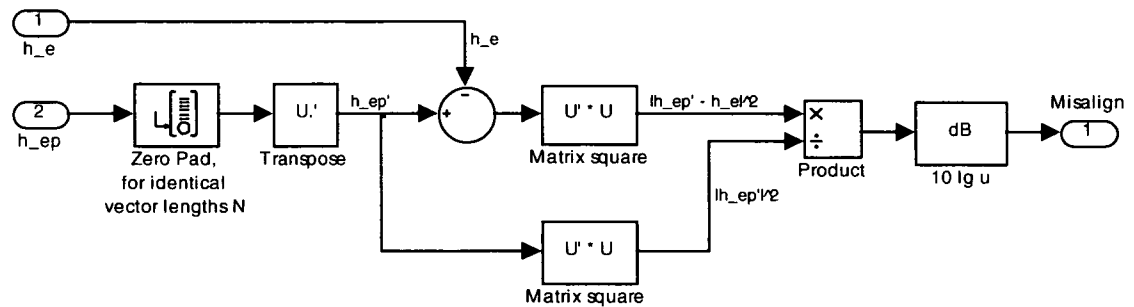 1
h_e
h_e
2
h_ep
Zero Pad,
for identical
vector lengths N
U.'
Transpose
h_ep'
-
+
U' * U
Matrix square
|h_ep' - h_e|^2
U' * U
Matrix square
|h_ep'|^2
×
÷
Product
dB
10 lg u
Misalign
1